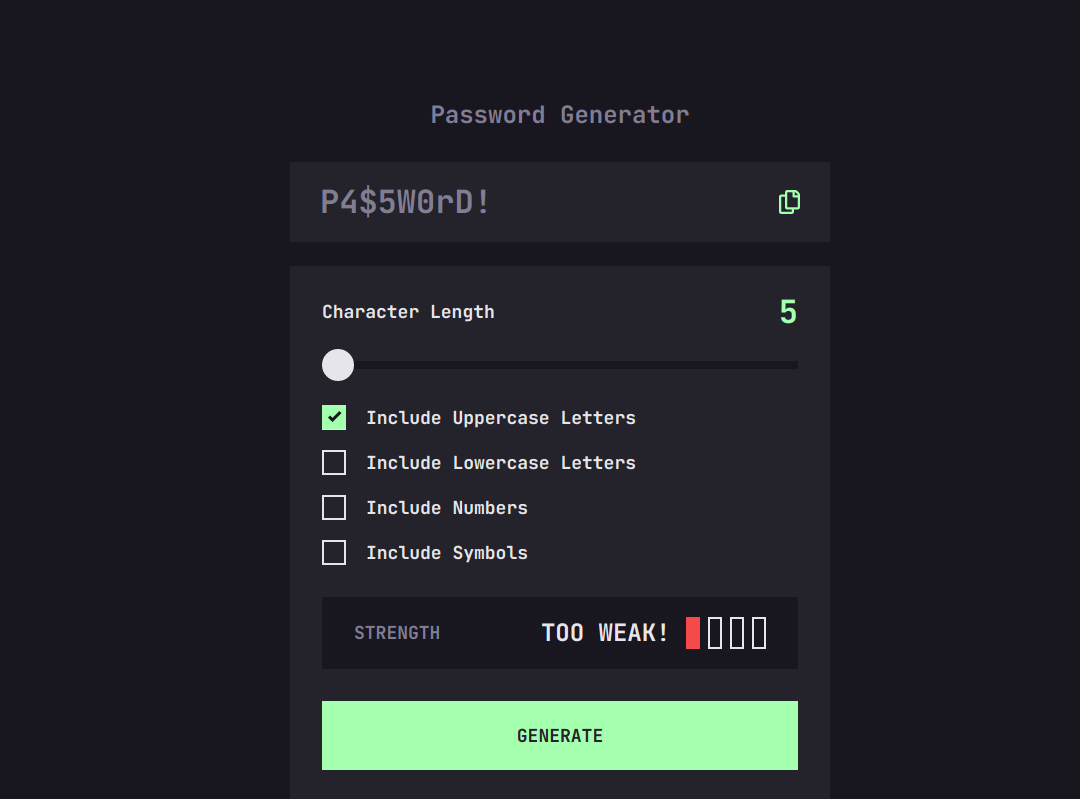 Password Generator
P4$5W0rD!
Character Length 5
Include Uppercase Letters
Include Lowercase Letters
Include Numbers
Include Symbols
STRENGTH TOO WEAK!
GENERATE